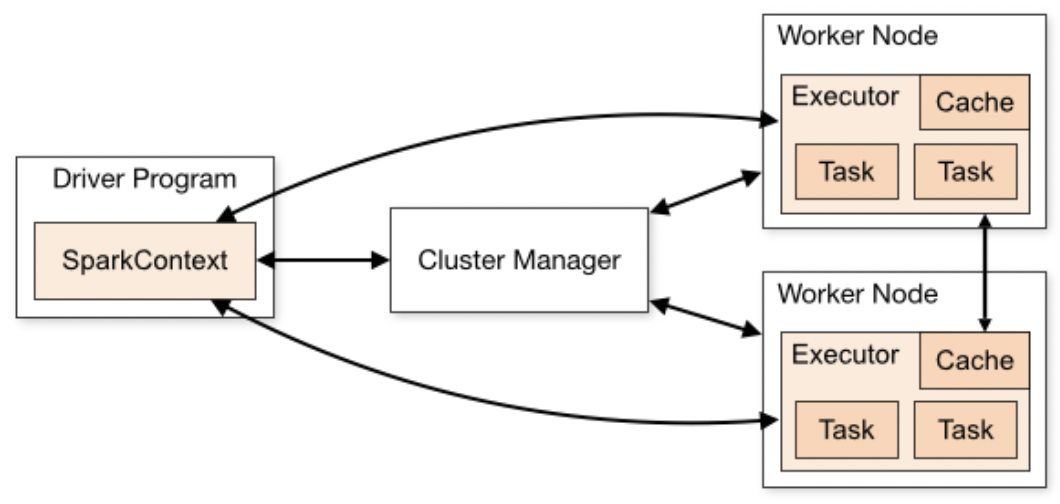 Driver Program
SparkContext
Cluster Manager
Worker Node
Executor
Cache
Task
Task
Worker Node
Executor
Cache
Task
Task